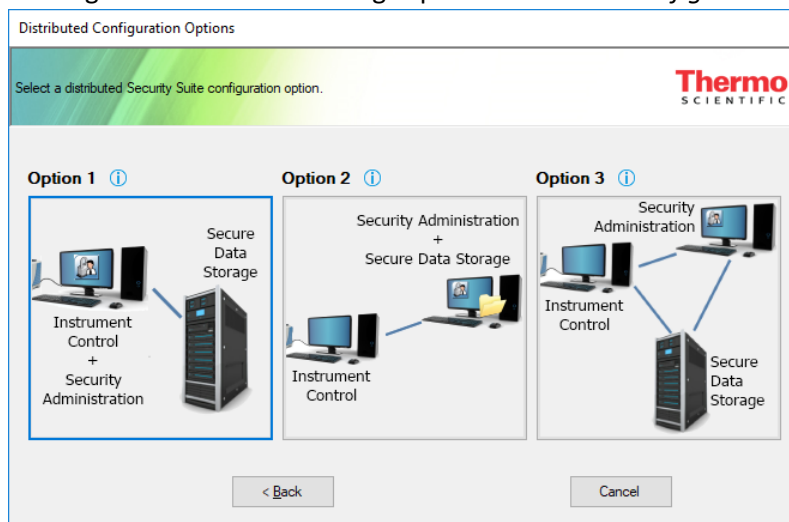 Distributed Configuration Options
Select a distributed Security Suite configuration option.
Thermo
SCIENTIFIC
Option 1
Secure
Data
Storage
Instrument
Control
+
Security
Administration
Option 2
Security Administration
+
Secure Data Storage
Instrument
Control
Option 3
Security
Administration
Instrument
Control
Secure
Data
Storage
< Back
Cancel